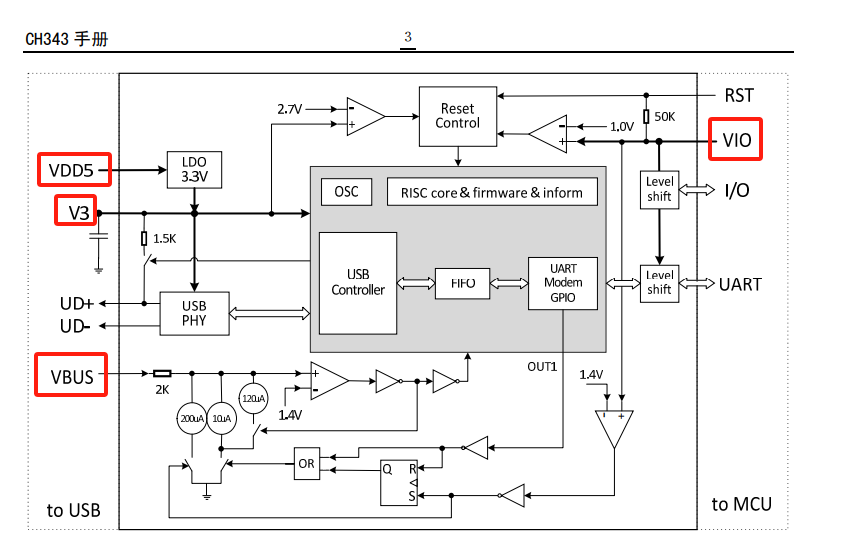 CH343 手册
3
2.7V
-
+
Reset
Control
RST
50K
-
+
1.0V
VIO
VDD5
LDO
3.3V
V3
OSC
RISC core & firmware & inform
Level
shift
I/O
1.5K
USB
Controller
FIFO
UART
Modem
GPIO
Level
shift
UART
UD+
UD-
USB
PHY
VBUS
2K
+
-
1.4V
120uA
200uA
10uA
OUT1
1.4V
-
+
OR
Q
R
S
to USB
to MCU